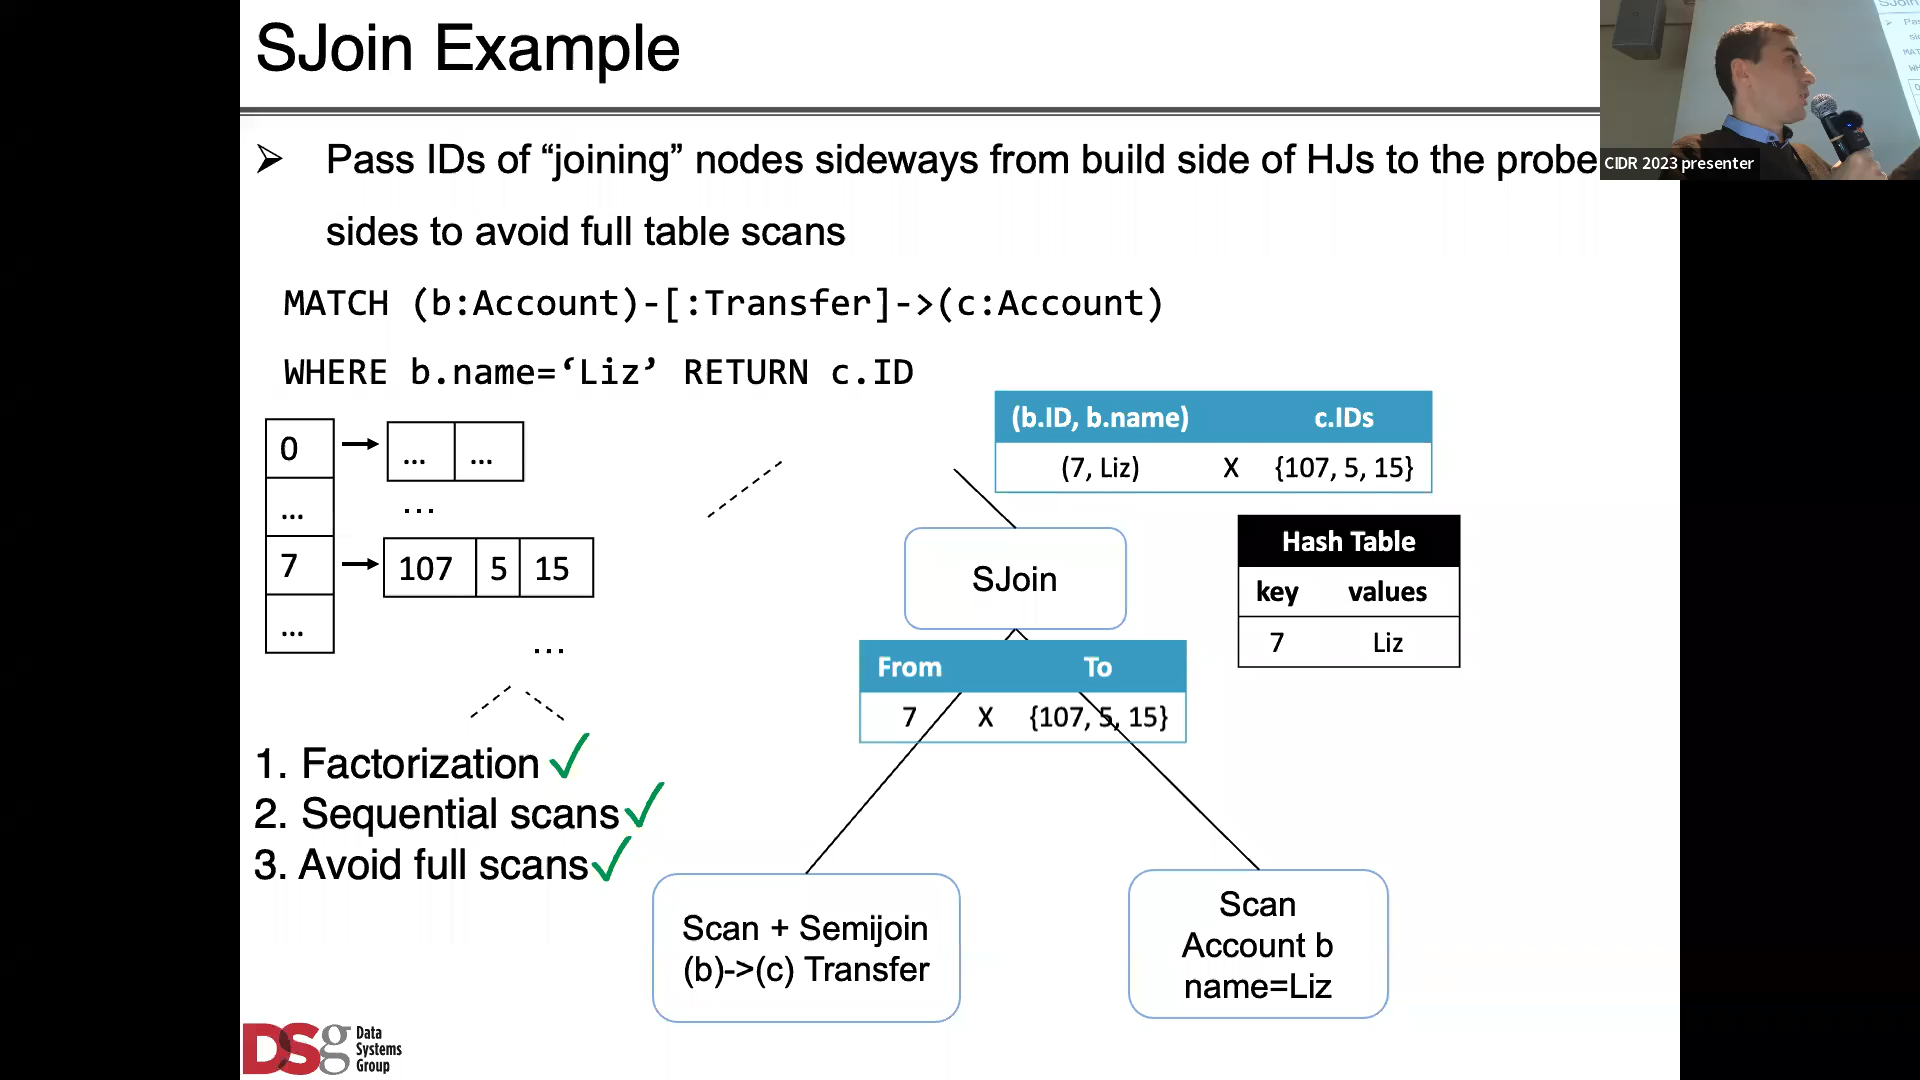 SJoin Example
➢ Pass IDs of “joining” nodes sideways from build side of HJs to the probe
sides to avoid full table scans
MATCH (b:Account)-[:Transfer]->(c:Account)
WHERE b.name=‘Liz’ RETURN c.ID
(b.ID, b.name) c.IDs
(7, Liz) X {107, 5, 15}
0 ... ...
...
...
7 107 5 15
...
...
SJoin
Hash Table
key values
7 Liz
From To
7 X {107, 5, 15}
1. Factorization ✓
2. Sequential scans ✓
3. Avoid full scans ✓
Scan + Semijoin
(b)->(c) Transfer
Scan
Account b
name=Liz
DSg Data
Systems
Group
CIDR 2023 presenter